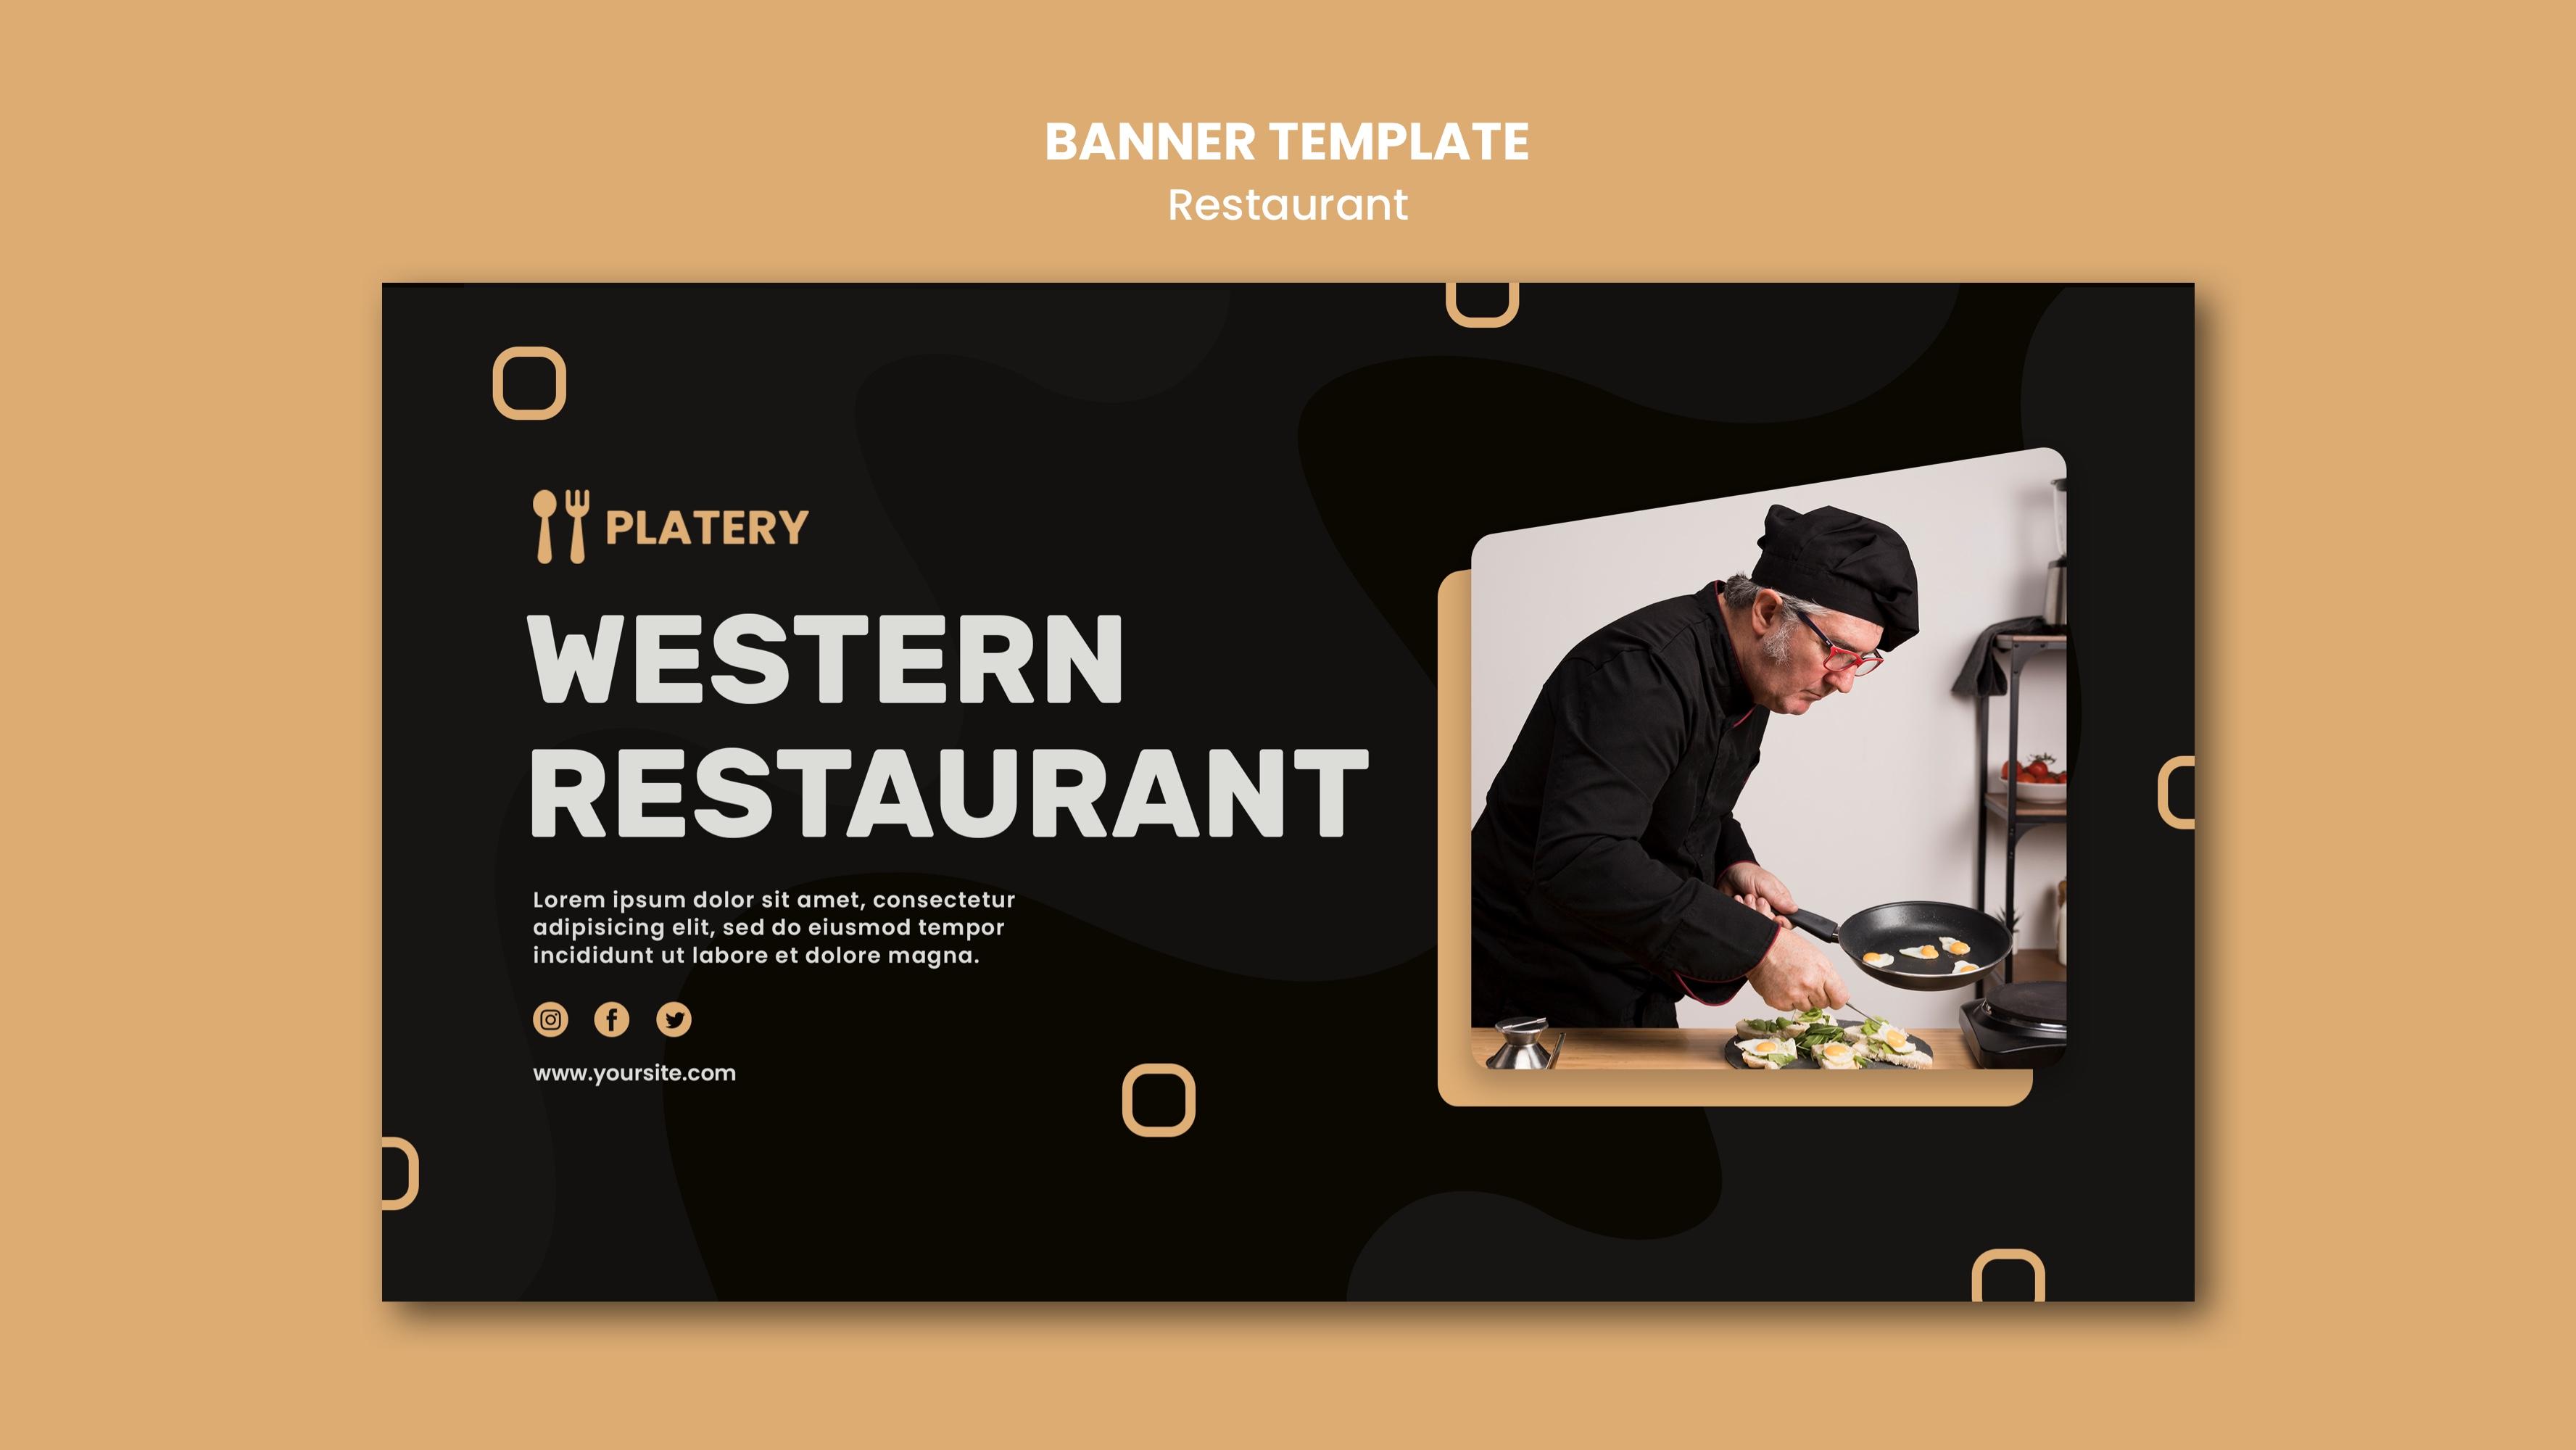 BANNER TEMPLATE
Restaurant
PLATERY
WESTERN
RESTAURANT
Lorem ipsum dolor sit amet, consectetur
adipisicing elit, sed do eiusmod tempor
incididunt ut labore et dolore magna.
www.yoursite.com